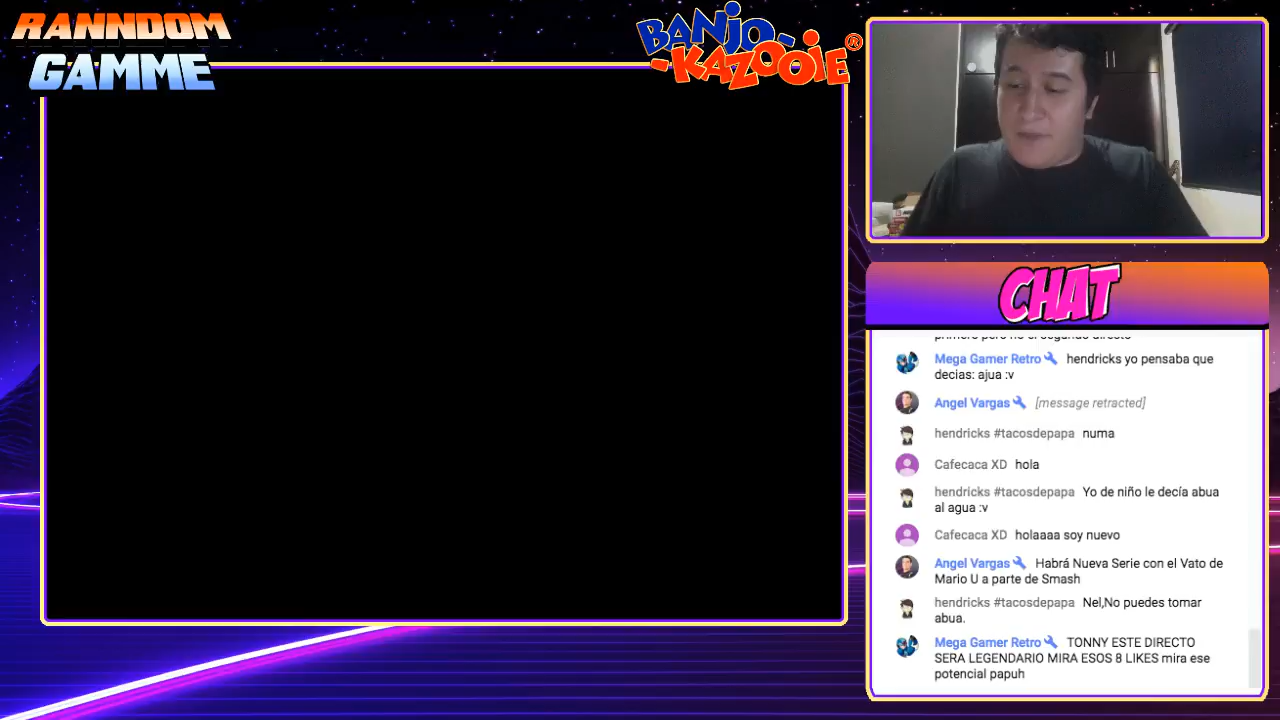 RANNDOM
GAMME
BANJO-
-KAZOOIE®
CHAT
Mega Gamer Retro hendricks yo pensaba que
decias: ajua :v
Angel Vargas [message retracted]
hendricks #tacosdepapa numa
Cafecaca XD hola
hendricks #tacosdepapa Yo de niño le decía abua
al agua :v
Cafecaca XD holaaaa soy nuevo
Angel Vargas Habrá Nueva Serie con el Vato de
Mario U a parte de Smash
hendricks #tacosdepapa Nel,No puedes tomar
abua.
Mega Gamer Retro TONNY ESTE DIRECTO
SERA LEGENDARIO MIRA ESOS 8 LIKES mira ese
potencial papuh